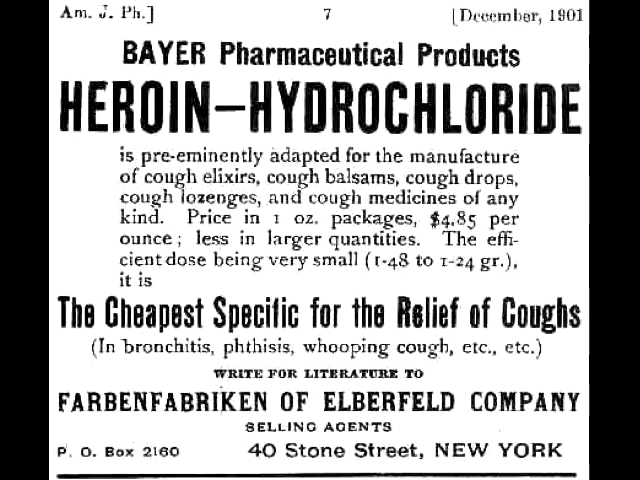 Am. J. Ph.] 7 [December, 1901
BAYER Pharmaceutical Products
HEROIN—HYDROCHLORIDE
is pre-eminently adapted for the manufacture
of cough elixirs, cough balsams, cough drops,
cough lozenges, and cough medicines of any
kind. Price in 1 oz. packages, $4.85 per
ounce; less in larger quantities. The effi-
cient dose being very small (1-48 to 1-24 gr.),
it is
The Cheapest Specific for the Relief of Coughs
(In bronchitis, phthisis, whooping cough, etc., etc.)
WRITE FOR LITERATURE TO
FARBENFABRIKEN OF ELBERFELD COMPANY
SELLING AGENTS
P. O. Box 2160 40 Stone Street, NEW YORK